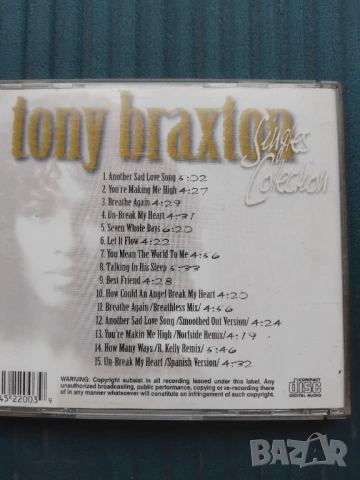 tony braxton
Singles Collection
1. Another Sad Love Song 5:02
2. You're Making Me High 4:27
3. Breathe Again 4:29
4. Un-Break My Heart 4:31
5. Seven Whole Days 6:20
6. Let It Flow 4:22
7. You Mean The World To Me 4:56
8. Talking In His Sleep 5:33
9. Best Friend 4:28
10. How Could An Angel Break My Heart 4:20
11. Breathe Again /Breathless Mix/ 4:56
12. Another Sad Love Song /Smoothed Out Version/ 4:24
13. You're Makin Me High /Norfside Remix/ 4:19
14. How Many Ways /R. Kelly Remix/ 5:46
15. Un-Break My Heart /Spanish Version/ 4:32
WARNING: Copyright subsist in all recording issued under this label. Any
unauthorized broadcasting, public performance, copying or re-recording there
of in any manner whatsoever will constitute an infringement of such copyright.
COMPACT
disc
DIGITAL AUDIO
45 22003 9
BAZAR
bg